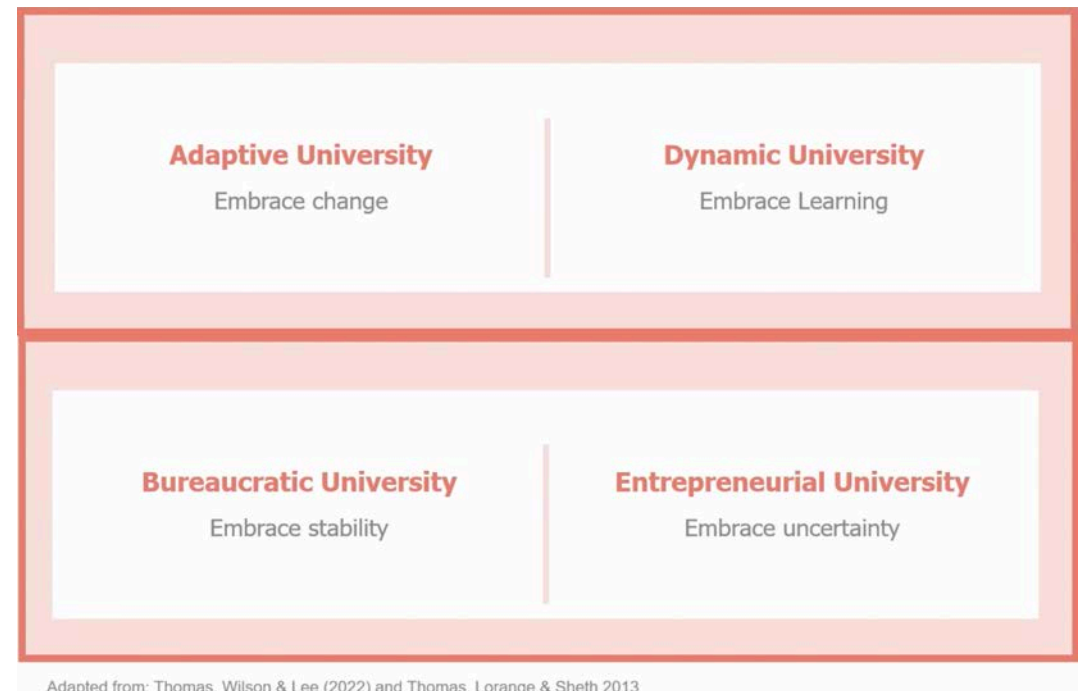 Adaptive University
Embrace change
Dynamic University
Embrace Learning
Bureaucratic University
Embrace stability
Entrepreneurial University
Embrace uncertainty
Adapted from: Thomas, Wilson & Lee (2022) and Thomas, Lorange & Sheth 2013